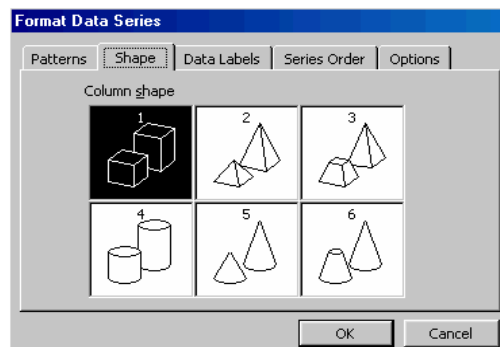 Format Data Series
Patterns Shape Data Labels Series Order Options
Column shape
1 2 3
4 5 6
OK Cancel